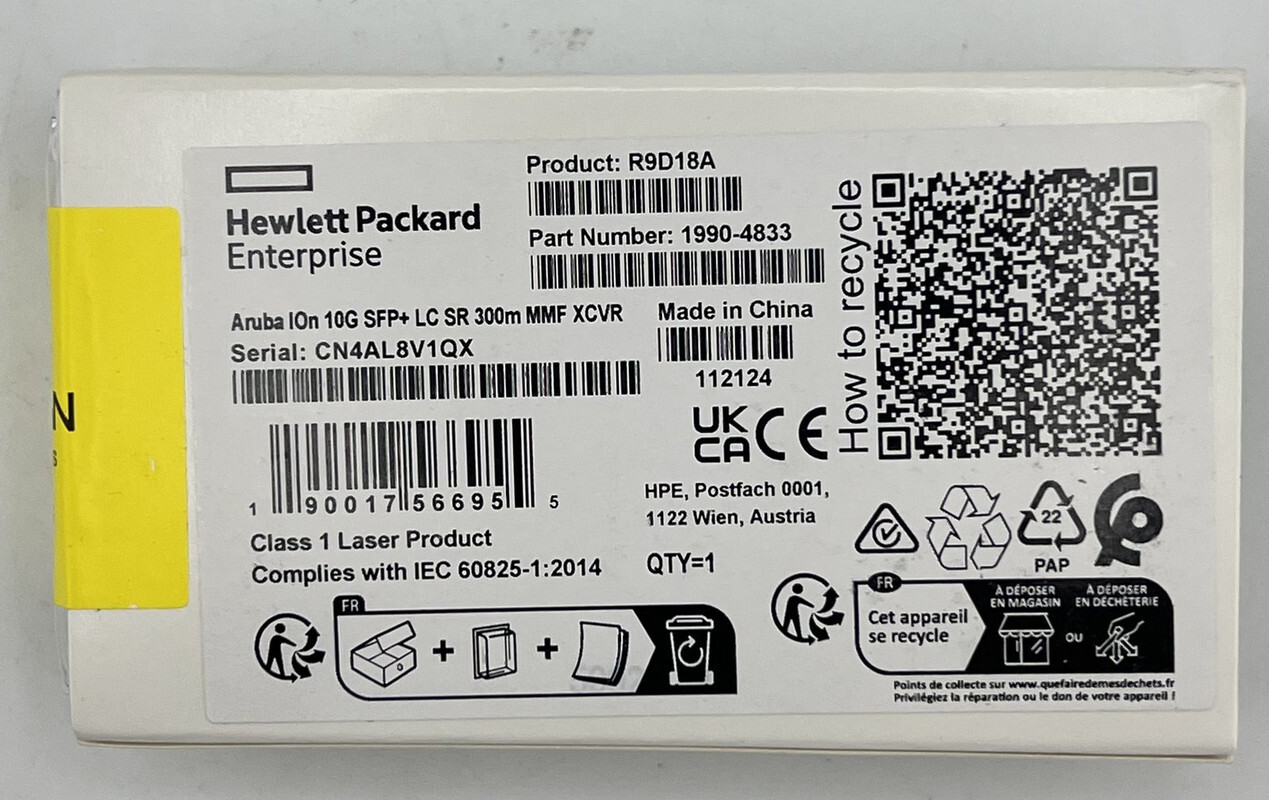 Hewlett Packard
Enterprise
Product: R9D18A
Part Number: 1990-4833
Aruba IOn 10G SFP+ LC SR 300m MMF XCVR
Serial: CN4AL8V1QX
Made in China
112124
How to recycle
N
s
1 90017 56695 5
UK
CA CE
HPE, Postfach 0001,
1122 Wien, Austria
Class 1 Laser Product
Complies with IEC 60825-1:2014
QTY=1
22
PAP
FR
FR
Cet appareil
se recycle
À DÉPOSER
EN MAGASIN
OU
À DÉPOSER
EN DÉCHÈTERIE
Points de collecte sur www.quefairedemesdechets.fr
Privilégiez la réparation ou le don de votre appareil !